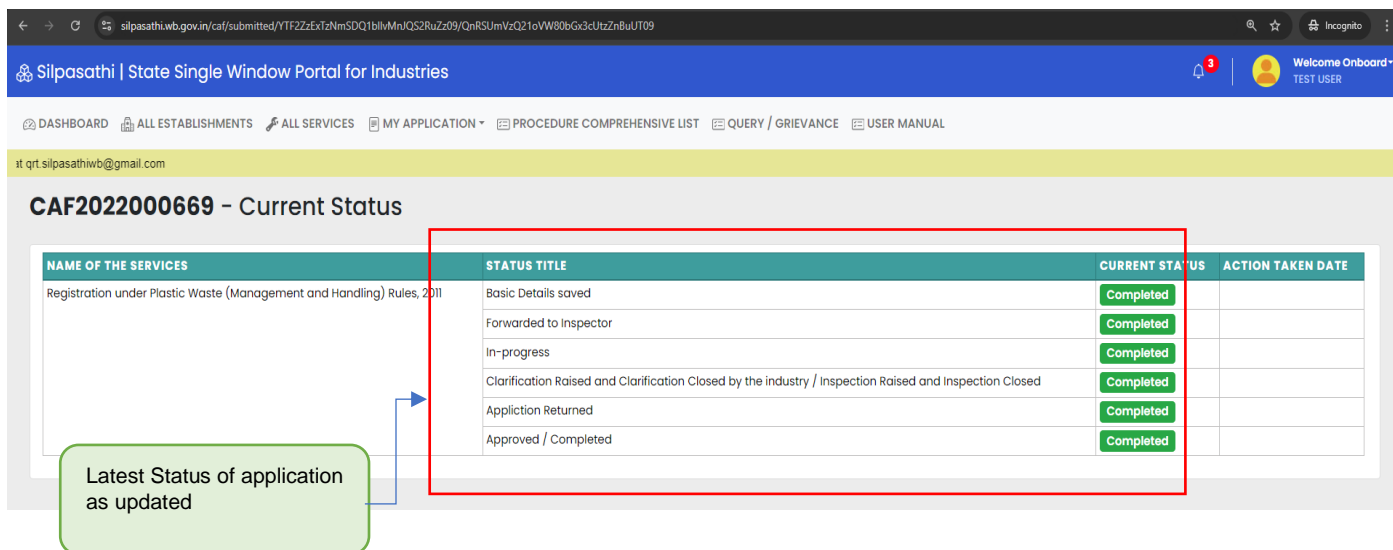 silpasathi.wb.gov.in/caf/submitted/YTF2ZzExTzNmSDQ1bllvMnJQS2RuZz09/QnRSUmVzQ21oVW80bGx3cUtzZnBuUT09 Incognito
Silpasathi | State Single Window Portal for Industries 3 Welcome Onboard
TEST USER
DASHBOARD ALL ESTABLISHMENTS ALL SERVICES MY APPLICATION PROCEDURE COMPREHENSIVE LIST QUERY / GRIEVANCE USER MANUAL
at qrt.silpasathiwb@gmail.com
CAF2022000669 - Current Status
NAME OF THE SERVICES STATUS TITLE CURRENT STATUS ACTION TAKEN DATE
Registration under Plastic Waste (Management and Handling) Rules, 2011 Basic Details saved Completed
Forwarded to Inspector Completed
In-progress Completed
Clarification Raised and Clarification Closed by the industry / Inspection Raised and Inspection Closed Completed
Appliction Returned Completed
Approved / Completed Completed
Latest Status of application
as updated